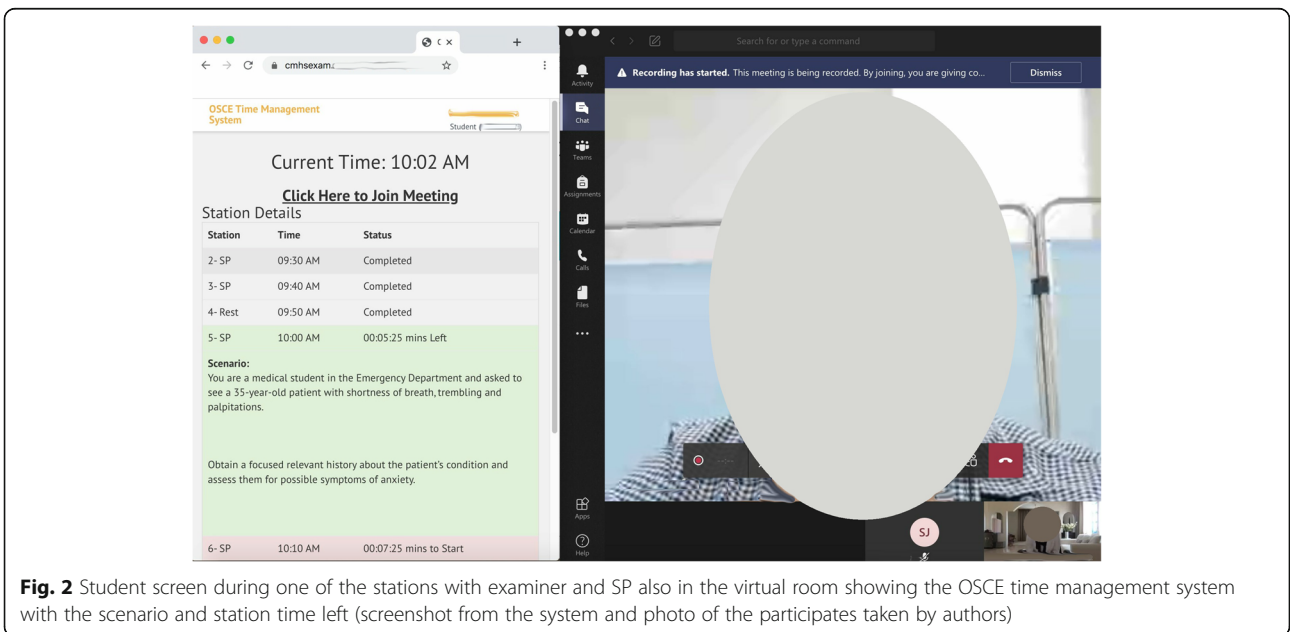 cmhsexam.
OSCE Time Management
System
Student
Current Time: 10:02 AM
Click Here to Join Meeting
Station Details
Station Time Status
2- SP 09:30 AM Completed
3- SP 09:40 AM Completed
4- Rest 09:50 AM Completed
5- SP 10:00 AM 00:05:25 mins Left
Scenario:
You are a medical student in the Emergency Department and asked to
see a 35-year-old patient with shortness of breath, trembling and
palpitations.
Obtain a focused relevant history about the patient's condition and
assess them for possible symptoms of anxiety.
6- SP 10:10 AM 00:07:25 mins to Start
Search for or type a command
Recording has started. This meeting is being recorded. By joining, you are giving co... Dismiss
Activity
Chat
Teams
Assignments
Calendar
Calls
Files
Apps
Help
SJ
Fig. 2 Student screen during one of the stations with examiner and SP also in the virtual room showing the OSCE time management system
with the scenario and station time left (screenshot from the system and photo of the participates taken by authors)